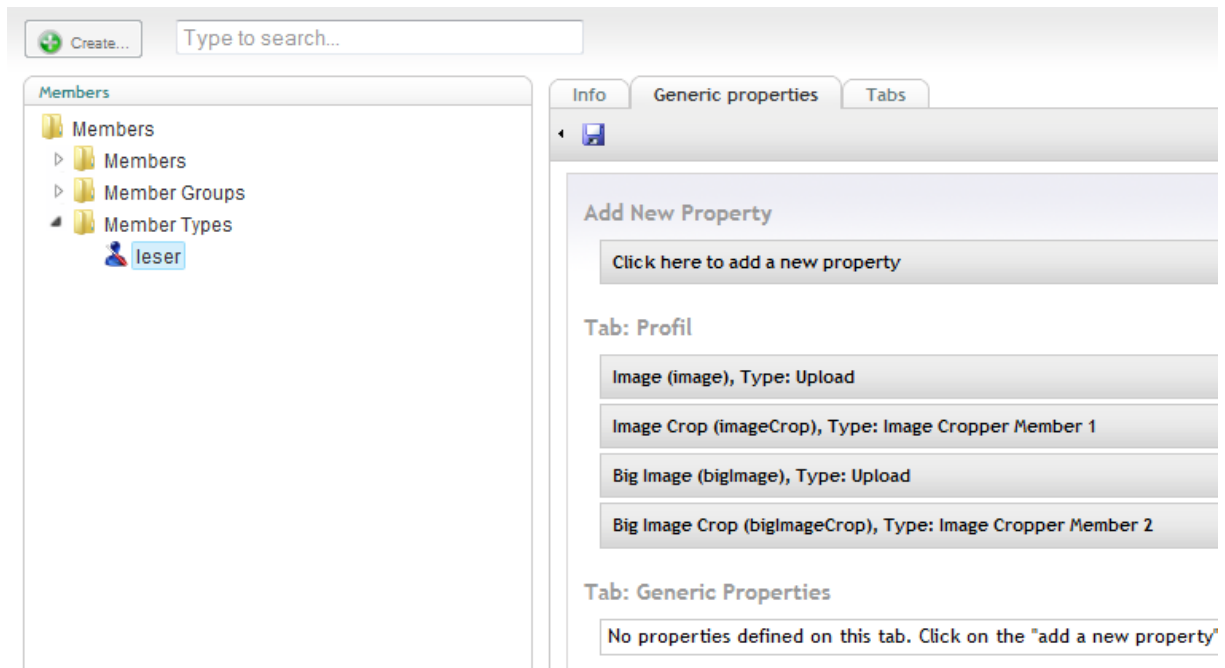 Create...
Type to search...
Members
Members
Members
Member Groups
Member Types
leser
Info
Generic properties
Tabs
Add New Property
Click here to add a new property
Tab: Profil
Image (image), Type: Upload
Image Crop (imageCrop), Type: Image Cropper Member 1
Big Image (bigImage), Type: Upload
Big Image Crop (bigImageCrop), Type: Image Cropper Member 2
Tab: Generic Properties
No properties defined on this tab. Click on the "add a new property"